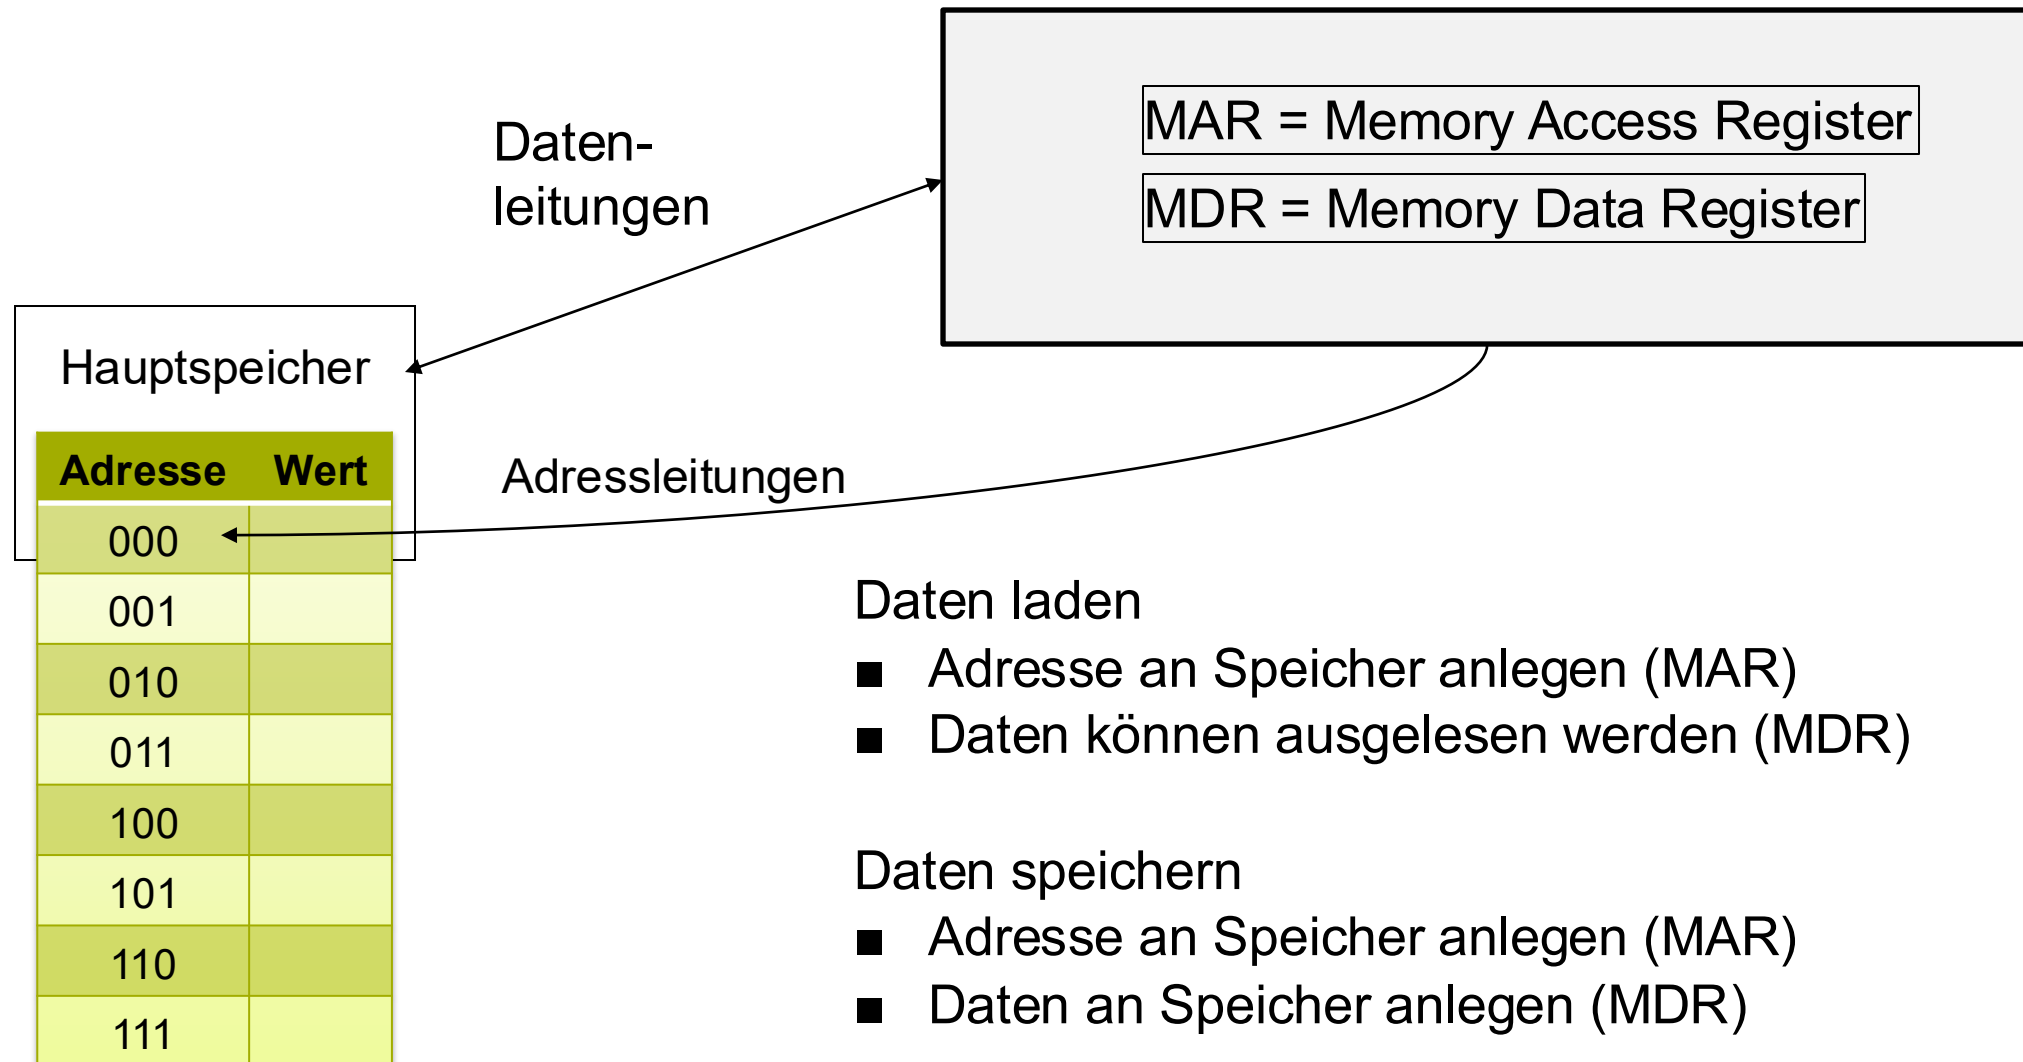 MAR = Memory Access Register
MDR = Memory Data Register
Daten-
leitungen
Hauptspeicher
Adresse Wert
000
001
010
011
100
101
110
111
Adressleitungen
Daten laden
■ Adresse an Speicher anlegen (MAR)
■ Daten können ausgelesen werden (MDR)
Daten speichern
■ Adresse an Speicher anlegen (MAR)
■ Daten an Speicher anlegen (MDR)